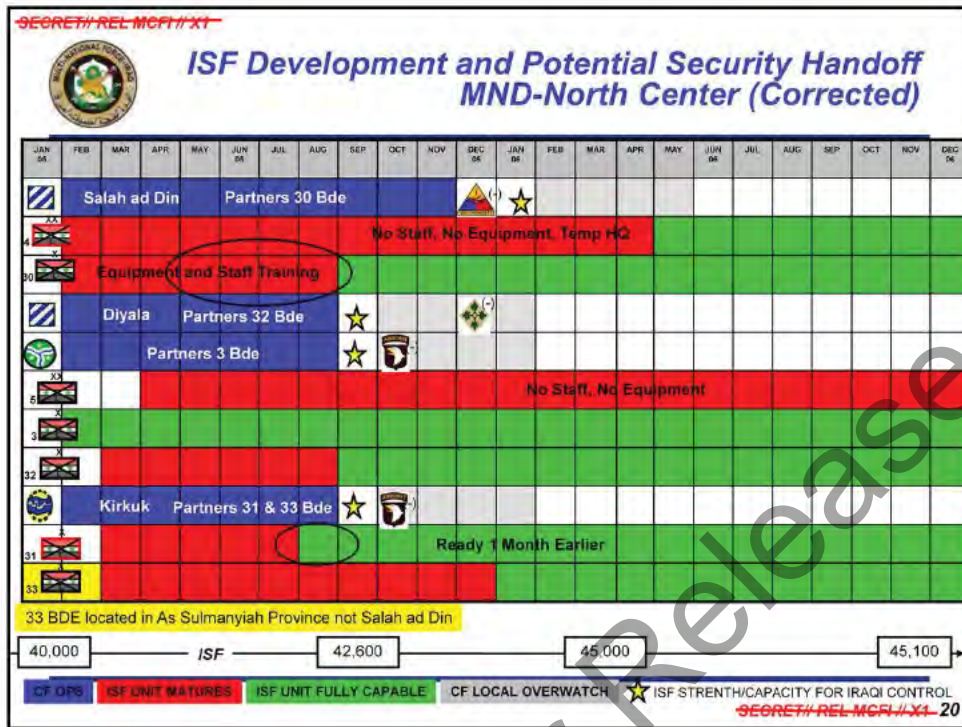 SECRET// REL MCFI // X1
ISF Development and Potential Security Handoff
MND-North Center (Corrected)
JAN 05 FEB MAR APR MAY JUN 05 JUL AUG SEP OCT NOV DEC 05 JAN 06 FEB MAR APR MAY JUN 06 JUL AUG SEP OCT NOV DEC 06
Salah ad Din Partners 30 Bde (-)
XX
4 No Staff, No Equipment, Temp HQ
X
30 Equipment and Staff Training
Diyala Partners 32 Bde (-)
Partners 3 Bde
XX
5 No Staff, No Equipment
X
3
X
32
Kirkuk Partners 31 & 33 Bde
X
31 Ready 1 Month Earlier
33
33 BDE located in As Sulmanyiah Province not Salah ad Din
40,000 ISF 42,600 45,000 45,100
CF OPS ISF UNIT MATURES ISF UNIT FULLY CAPABLE CF LOCAL OVERWATCH ISF STRENTH/CAPACITY FOR IRAQI CONTROL
SECRET// REL MCFI // X1 20
Release